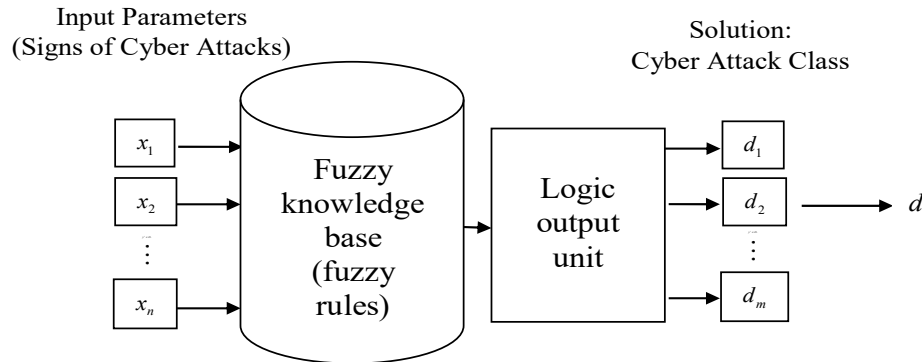 Input Parameters
(Signs of Cyber Attacks)
Solution:
Cyber Attack Class
x₁
x₂
⋮
xₙ
Fuzzy
knowledge
base
(fuzzy
rules)
Logic
output
unit
d₁
d₂
⋮
dₘ
d